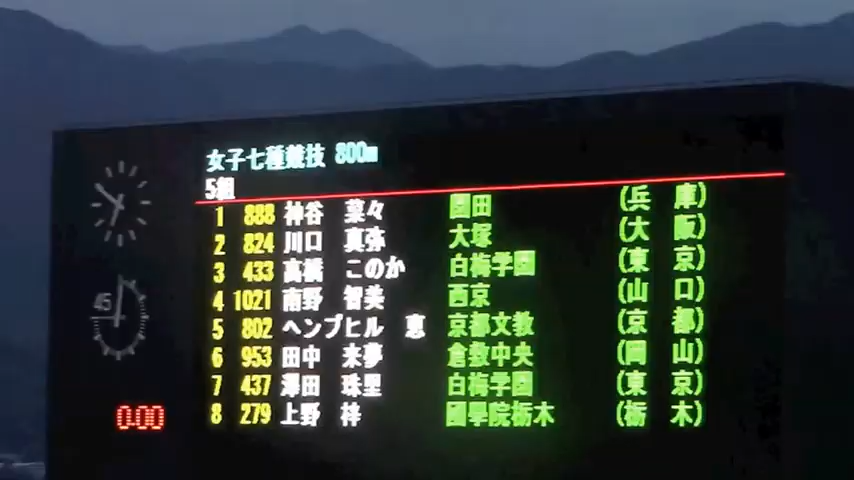 女子七種競技 800m
5組
1 888 神谷 菜々 園田 (兵 庫)
2 824 川口 真弥 大塚 (大 阪)
3 433 高橋 このか 白梅学園 (東 京)
4 1021 南野 智美 西京 (山 口)
5 802 ヘンプヒル 恵 京都文教 (京 都)
6 953 田中 来夢 倉敷中央 (岡 山)
7 437 澤田 珠里 白梅学園 (東 京)
8 279 上野 梓 國學院栃木 (栃 木)
45
0.00